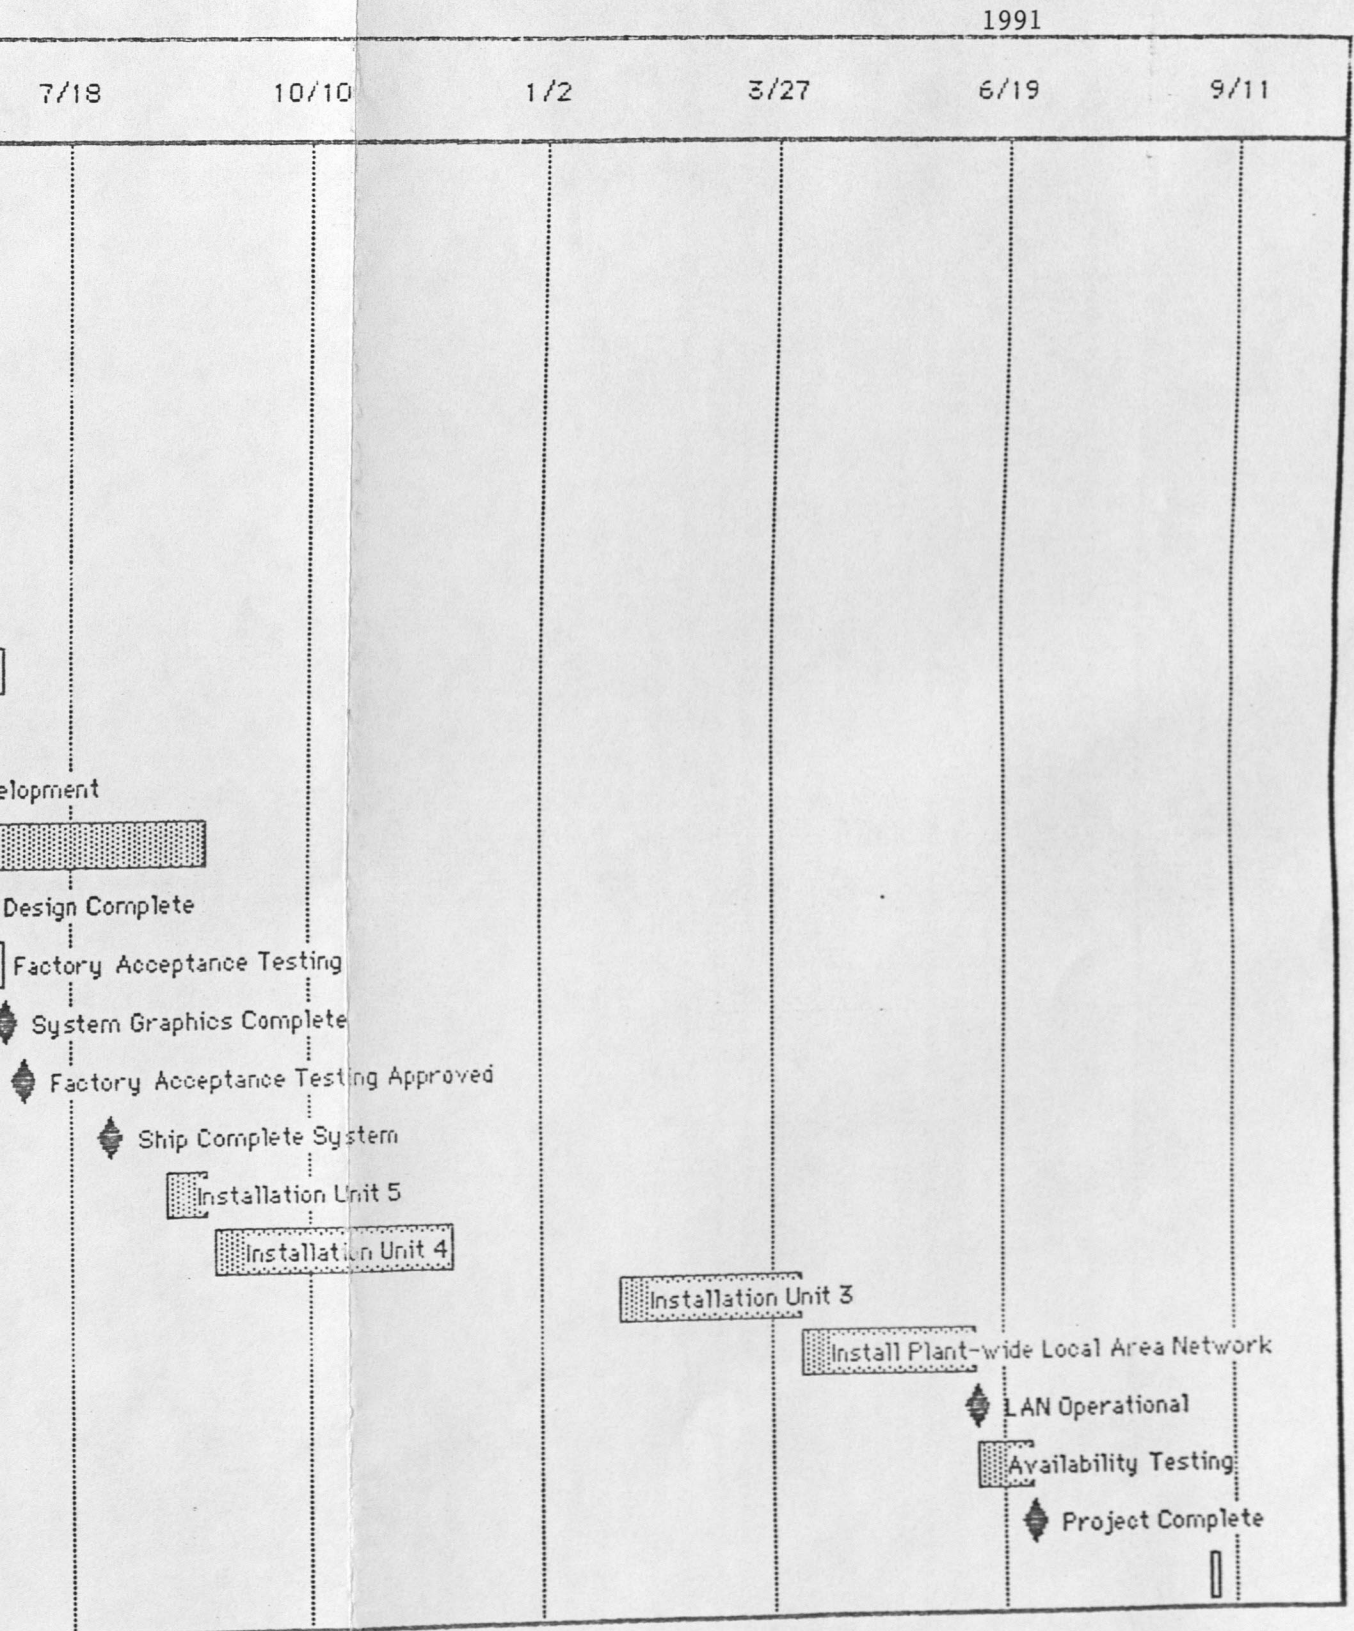 1991
7/18 10/10 1/2 3/27 6/19 9/11
elopment
Design Complete
Factory Acceptance Testing
System Graphics Complete
Factory Acceptance Testing Approved
Ship Complete System
Installation Unit 5
Installation Unit 4
Installation Unit 3
Install Plant-wide Local Area Network
LAN Operational
Availability Testing
Project Complete